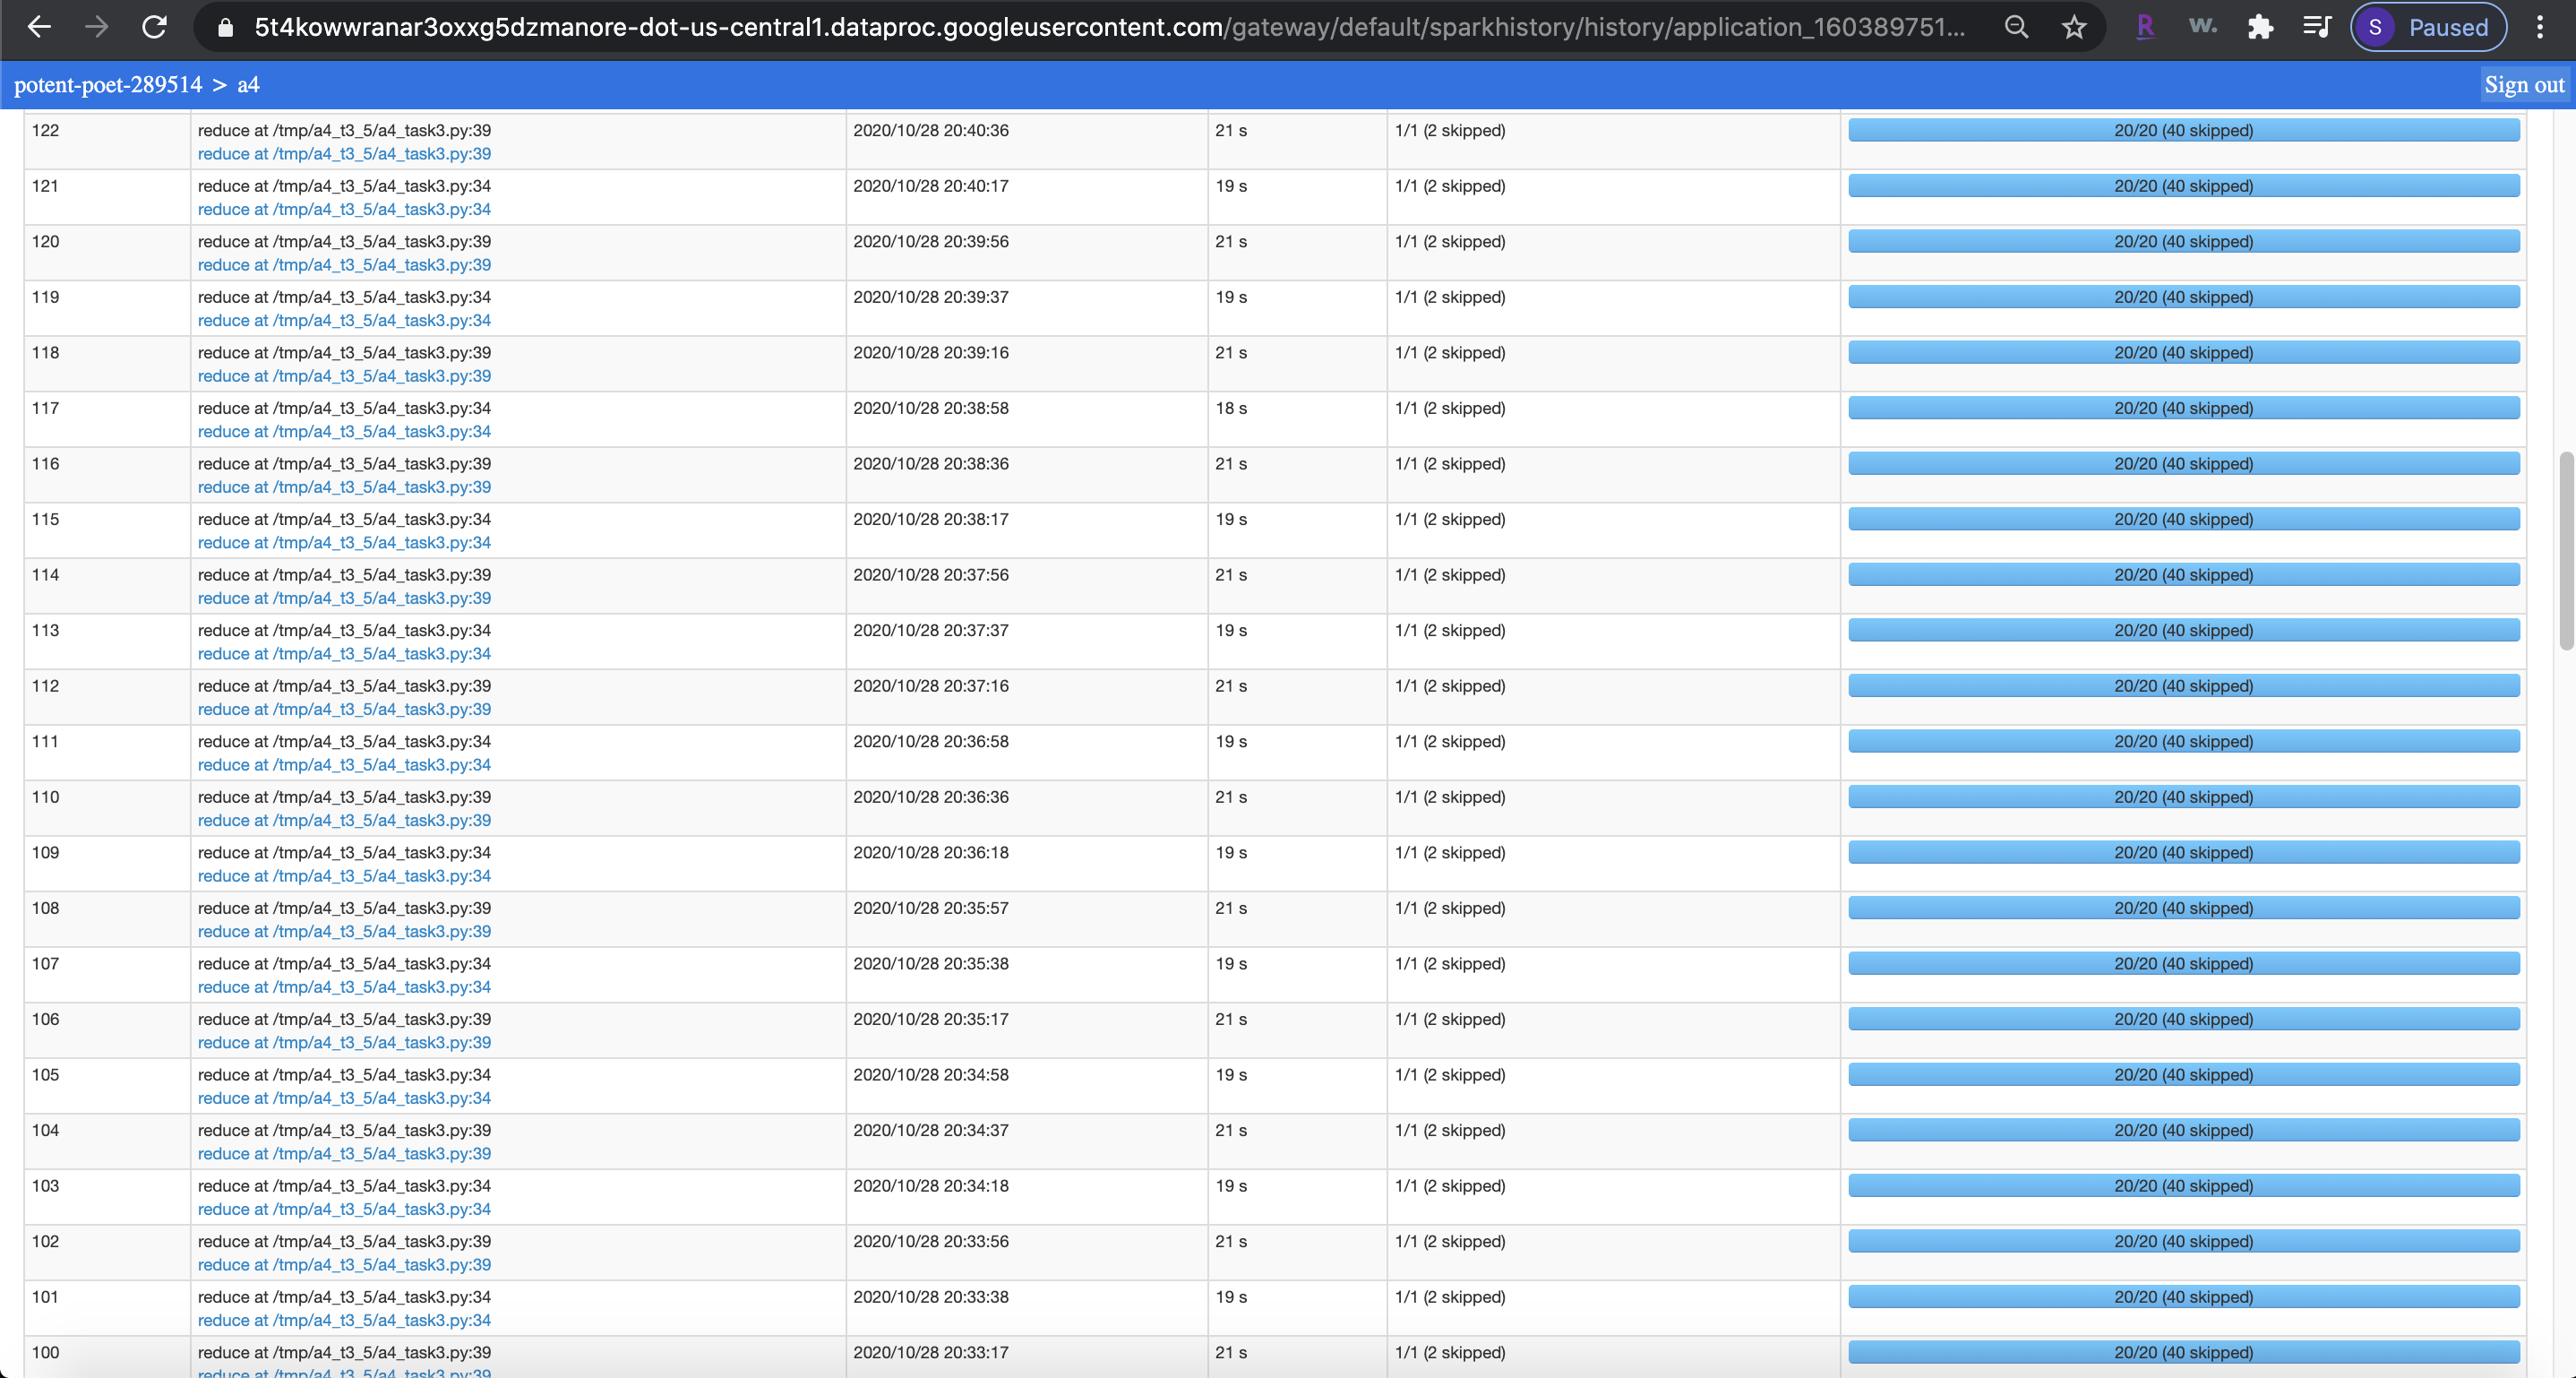 5t4kowwranar3oxxg5dzmanore-dot-us-central1.dataproc.googleusercontent.com/gateway/default/sparkhistory/history/application_160389751... R w. S Paused
potent-poet-289514 > a4 Sign out
122 reduce at /tmp/a4_t3_5/a4_task3.py:39 2020/10/28 20:40:36 21 s 1/1 (2 skipped) 20/20 (40 skipped)
reduce at /tmp/a4_t3_5/a4_task3.py:39
121 reduce at /tmp/a4_t3_5/a4_task3.py:34 2020/10/28 20:40:17 19 s 1/1 (2 skipped) 20/20 (40 skipped)
reduce at /tmp/a4_t3_5/a4_task3.py:34
120 reduce at /tmp/a4_t3_5/a4_task3.py:39 2020/10/28 20:39:56 21 s 1/1 (2 skipped) 20/20 (40 skipped)
reduce at /tmp/a4_t3_5/a4_task3.py:39
119 reduce at /tmp/a4_t3_5/a4_task3.py:34 2020/10/28 20:39:37 19 s 1/1 (2 skipped) 20/20 (40 skipped)
reduce at /tmp/a4_t3_5/a4_task3.py:34
118 reduce at /tmp/a4_t3_5/a4_task3.py:39 2020/10/28 20:39:16 21 s 1/1 (2 skipped) 20/20 (40 skipped)
reduce at /tmp/a4_t3_5/a4_task3.py:39
117 reduce at /tmp/a4_t3_5/a4_task3.py:34 2020/10/28 20:38:58 18 s 1/1 (2 skipped) 20/20 (40 skipped)
reduce at /tmp/a4_t3_5/a4_task3.py:34
116 reduce at /tmp/a4_t3_5/a4_task3.py:39 2020/10/28 20:38:36 21 s 1/1 (2 skipped) 20/20 (40 skipped)
reduce at /tmp/a4_t3_5/a4_task3.py:39
115 reduce at /tmp/a4_t3_5/a4_task3.py:34 2020/10/28 20:38:17 19 s 1/1 (2 skipped) 20/20 (40 skipped)
reduce at /tmp/a4_t3_5/a4_task3.py:34
114 reduce at /tmp/a4_t3_5/a4_task3.py:39 2020/10/28 20:37:56 21 s 1/1 (2 skipped) 20/20 (40 skipped)
reduce at /tmp/a4_t3_5/a4_task3.py:39
113 reduce at /tmp/a4_t3_5/a4_task3.py:34 2020/10/28 20:37:37 19 s 1/1 (2 skipped) 20/20 (40 skipped)
reduce at /tmp/a4_t3_5/a4_task3.py:34
112 reduce at /tmp/a4_t3_5/a4_task3.py:39 2020/10/28 20:37:16 21 s 1/1 (2 skipped) 20/20 (40 skipped)
reduce at /tmp/a4_t3_5/a4_task3.py:39
111 reduce at /tmp/a4_t3_5/a4_task3.py:34 2020/10/28 20:36:58 19 s 1/1 (2 skipped) 20/20 (40 skipped)
reduce at /tmp/a4_t3_5/a4_task3.py:34
110 reduce at /tmp/a4_t3_5/a4_task3.py:39 2020/10/28 20:36:36 21 s 1/1 (2 skipped) 20/20 (40 skipped)
reduce at /tmp/a4_t3_5/a4_task3.py:39
109 reduce at /tmp/a4_t3_5/a4_task3.py:34 2020/10/28 20:36:18 19 s 1/1 (2 skipped) 20/20 (40 skipped)
reduce at /tmp/a4_t3_5/a4_task3.py:34
108 reduce at /tmp/a4_t3_5/a4_task3.py:39 2020/10/28 20:35:57 21 s 1/1 (2 skipped) 20/20 (40 skipped)
reduce at /tmp/a4_t3_5/a4_task3.py:39
107 reduce at /tmp/a4_t3_5/a4_task3.py:34 2020/10/28 20:35:38 19 s 1/1 (2 skipped) 20/20 (40 skipped)
reduce at /tmp/a4_t3_5/a4_task3.py:34
106 reduce at /tmp/a4_t3_5/a4_task3.py:39 2020/10/28 20:35:17 21 s 1/1 (2 skipped) 20/20 (40 skipped)
reduce at /tmp/a4_t3_5/a4_task3.py:39
105 reduce at /tmp/a4_t3_5/a4_task3.py:34 2020/10/28 20:34:58 19 s 1/1 (2 skipped) 20/20 (40 skipped)
reduce at /tmp/a4_t3_5/a4_task3.py:34
104 reduce at /tmp/a4_t3_5/a4_task3.py:39 2020/10/28 20:34:37 21 s 1/1 (2 skipped) 20/20 (40 skipped)
reduce at /tmp/a4_t3_5/a4_task3.py:39
103 reduce at /tmp/a4_t3_5/a4_task3.py:34 2020/10/28 20:34:18 19 s 1/1 (2 skipped) 20/20 (40 skipped)
reduce at /tmp/a4_t3_5/a4_task3.py:34
102 reduce at /tmp/a4_t3_5/a4_task3.py:39 2020/10/28 20:33:56 21 s 1/1 (2 skipped) 20/20 (40 skipped)
reduce at /tmp/a4_t3_5/a4_task3.py:39
101 reduce at /tmp/a4_t3_5/a4_task3.py:34 2020/10/28 20:33:38 19 s 1/1 (2 skipped) 20/20 (40 skipped)
reduce at /tmp/a4_t3_5/a4_task3.py:34
100 reduce at /tmp/a4_t3_5/a4_task3.py:39 2020/10/28 20:33:17 21 s 1/1 (2 skipped) 20/20 (40 skipped)
reduce at /tmp/a4_t3_5/a4_task3.py:39